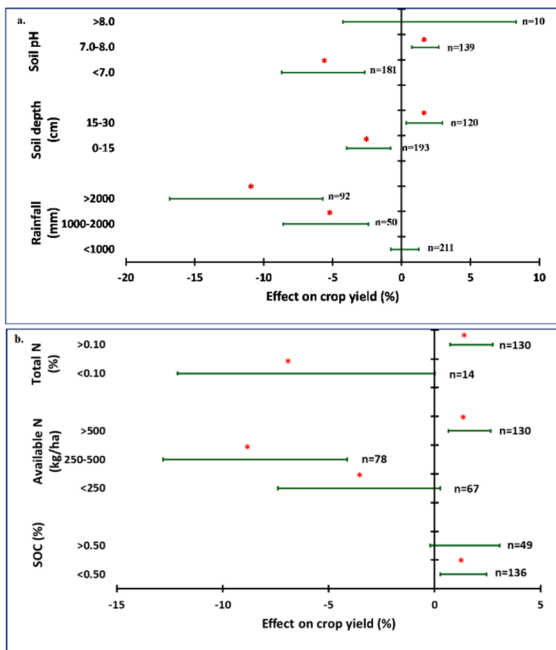 a.
Soil pH
>8.0
n=10
*
7.0-8.0
n=139
*
<7.0
n=181
Soil depth
(cm)
*
15-30
n=120
*
0-15
n=193
Rainfall
(mm)
*
>2000
n=92
*
1000-2000
n=50
<1000
n=211
-20 -15 -10 -5 0 5 10
Effect on crop yield (%)
b.
Total N
(%)
*
>0.10
n=130
*
<0.10
n=14
Available N
(kg/ha)
*
>500
n=130
*
250-500
n=78
*
<250
n=67
SOC (%)
>0.50
n=49
*
<0.50
n=136
-15 -10 -5 0 5
Effect on crop yield (%)